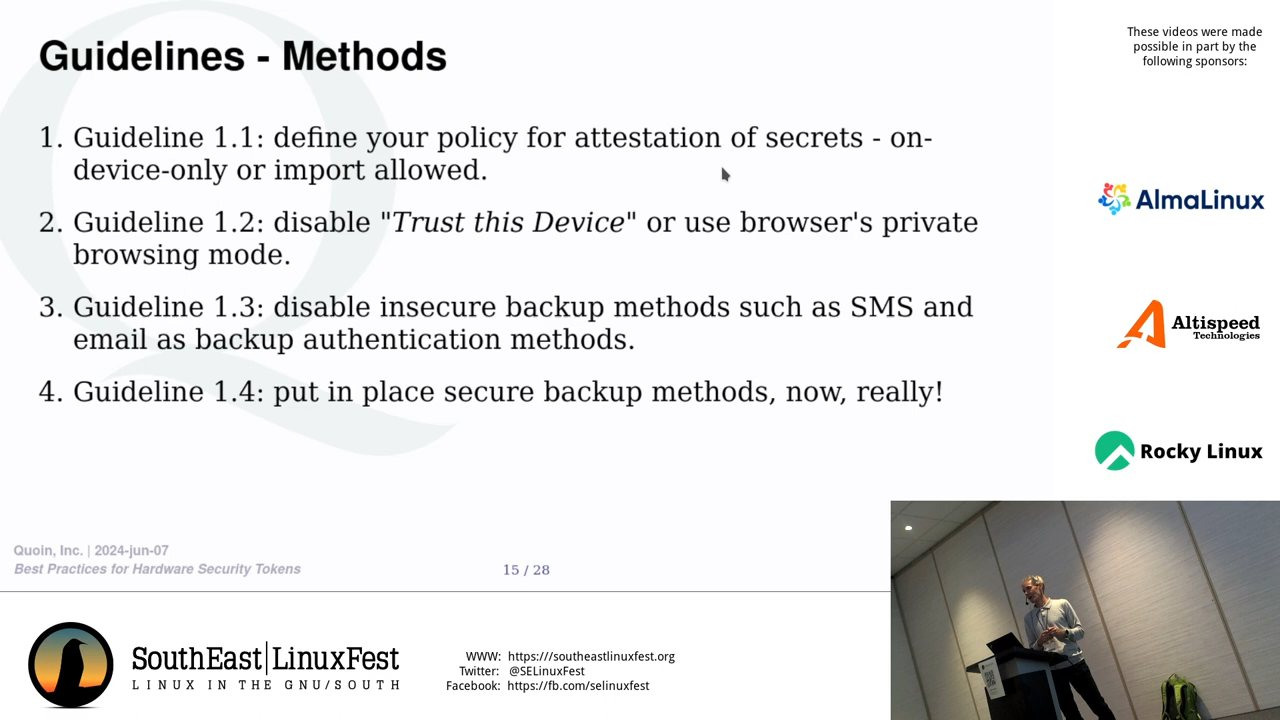 Guidelines - Methods
1. Guideline 1.1: define your policy for attestation of secrets - on-
device-only or import allowed.
2. Guideline 1.2: disable "Trust this Device" or use browser's private
browsing mode.
3. Guideline 1.3: disable insecure backup methods such as SMS and
email as backup authentication methods.
4. Guideline 1.4: put in place secure backup methods, now, really!
Quoin, Inc. | 2024-jun-07
Best Practices for Hardware Security Tokens
15 / 28
These videos were made
possible in part by the
following sponsors:
AlmaLinux
Altispeed
Technologies
Rocky Linux
SouthEast|LinuxFest
LINUX IN THE GNU/SOUTH
WWW: https:///southeastlinuxfest.org
Twitter: @SELinuxFest
Facebook: https://fb.com/selinuxfest